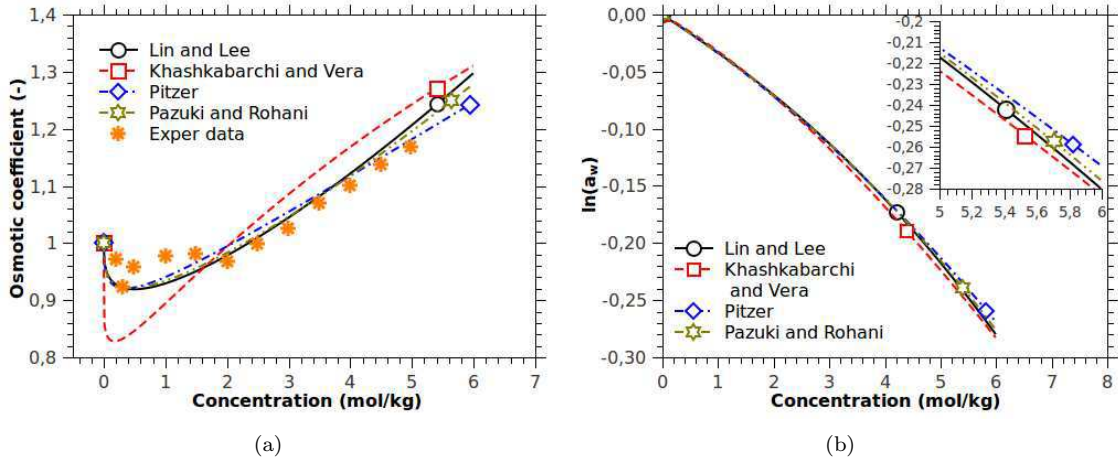 1,4
1,3
1,2
1,1
1
0,9
0,8
Osmotic coefficient (-)
Lin and Lee
Khashkabarchi and Vera
Pitzer
Pazuki and Rohani
Exper data
0 1 2 3 4 5 6 7
Concentration (mol/kg)
(a)
0,00
-0,05
-0,10
-0,15
-0,20
-0,25
-0,30
ln(aw)
-0,2
-0,21
-0,22
-0,23
-0,24
-0,25
-0,26
-0,27
-0,28
5 5,2 5,4 5,6 5,8 6
Lin and Lee
Khashkabarchi
and Vera
Pitzer
Pazuki and Rohani
0 1 2 3 4 5 6 7 8
Concentration (mol/kg)
(b)